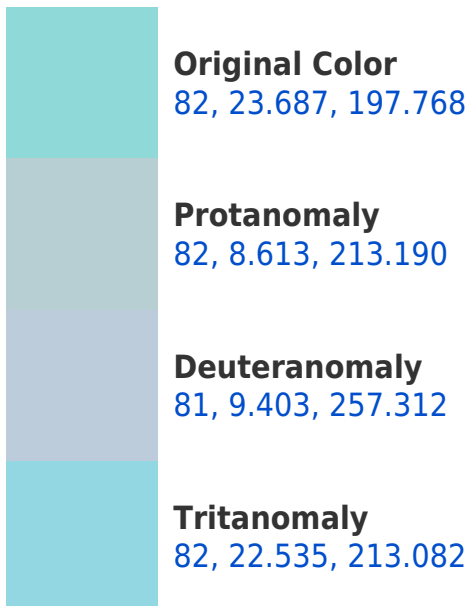 Original Color
82, 23.687, 197.768
Protanomaly
82, 8.613, 213.190
Deuteranomaly
81, 9.403, 257.312
Tritanomaly
82, 22.535, 213.082